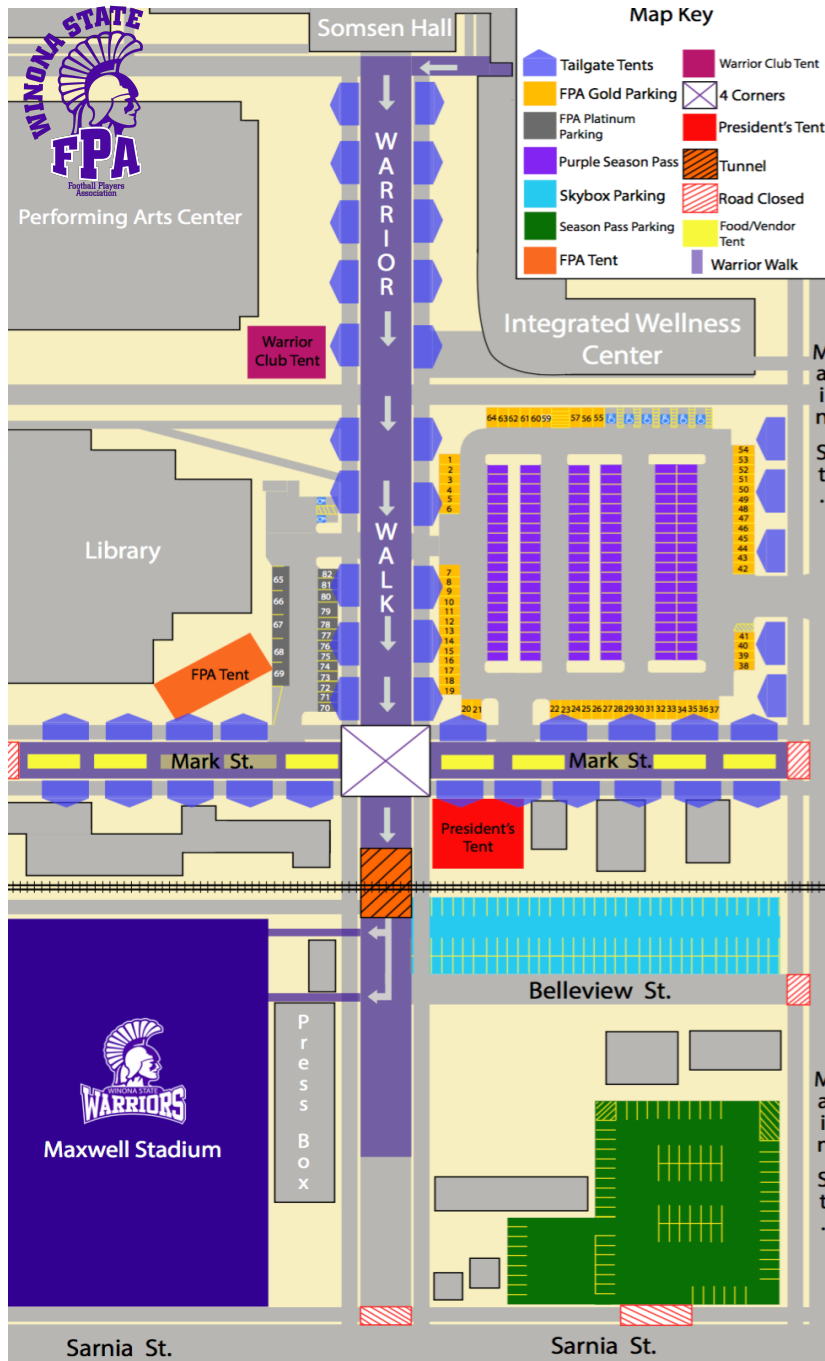 WINONA STATE
FPA
Football Players
Association
Somsen Hall
Map Key
Tailgate Tents
FPA Gold Parking
FPA Platinum
Parking
Purple Season Pass
Skybox Parking
Season Pass Parking
FPA Tent
Warrior Club Tent
4 Corners
President's Tent
Tunnel
Road Closed
Food/Vendor
Tent
Warrior Walk
Performing Arts Center
WARRIOR
Warrior
Club Tent
Integrated Wellness
Center
64 63 62 61 60 59 57 56 55
1
2
3
4
5
6
54
53
52
51
50
49
48
47
46
45
44
43
42
WALK
Library
65
66
67
68
69
82
81
80
79
78
77
76
75
74
73
72
71
70
7
8
9
10
11
12
13
14
15
16
17
18
19
41
40
39
38
FPA Tent
20 21
22 23 24 25 26 27 28 29 30 31 32 33 34 35 36 37
Mark St.
Mark St.
President's
Tent
Belleview St.
Press Box
WINONA STATE
WARRIORS
Maxwell Stadium
Sarnia St.
Sarnia St.